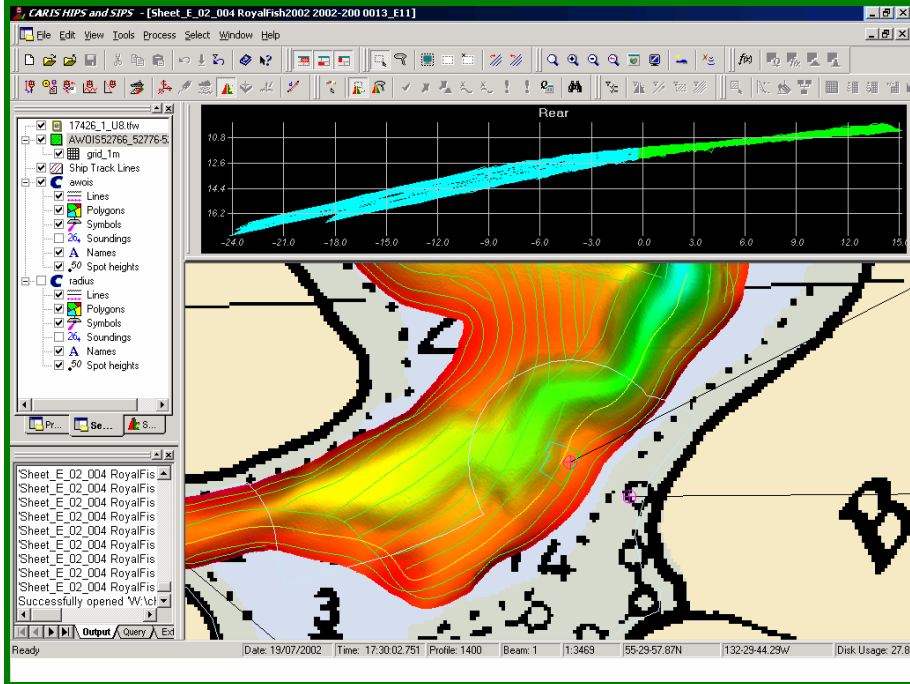 CARIS HIPS and SIPS - [Sheet_E_02_004 RoyalFish2002 2002-200 0013_E11]
File Edit View Tools Process Select Window Help
17426_1_U8.tfw
AWOIS52766_52776-5
grid_1m
Ship Track Lines
awois
Lines
Polygons
Symbols
Soundings
Names
Spot heights
radius
Lines
Polygons
Symbols
Soundings
Names
Spot heights
Pr... Se... S...
Rear
10.8
12.6
14.4
16.2
-24.0 -21.0 -18.0 -15.0 -12.0 -9.0 -6.0 -3.0 0.0 3.0 6.0 9.0 12.0 15.0
'Sheet_E_02_004 RoyalFis
'Sheet_E_02_004 RoyalFis
'Sheet_E_02_004 RoyalFis
'Sheet_E_02_004 RoyalFis
'Sheet_E_02_004 RoyalFis
'Sheet_E_02_004 RoyalFis
'Sheet_E_02_004 RoyalFis
'Sheet_E_02_004 RoyalFis
'Sheet_E_02_004 RoyalFis
Successfully opened 'W:\cl
Output Query Ext
3
4
B
Ready Date: 19/07/2002 Time: 17:30:02.751 Profile: 1400 Beam: 1 1:3469 55-29-57.87N 132-29-44.29W Disk Usage: 27.8